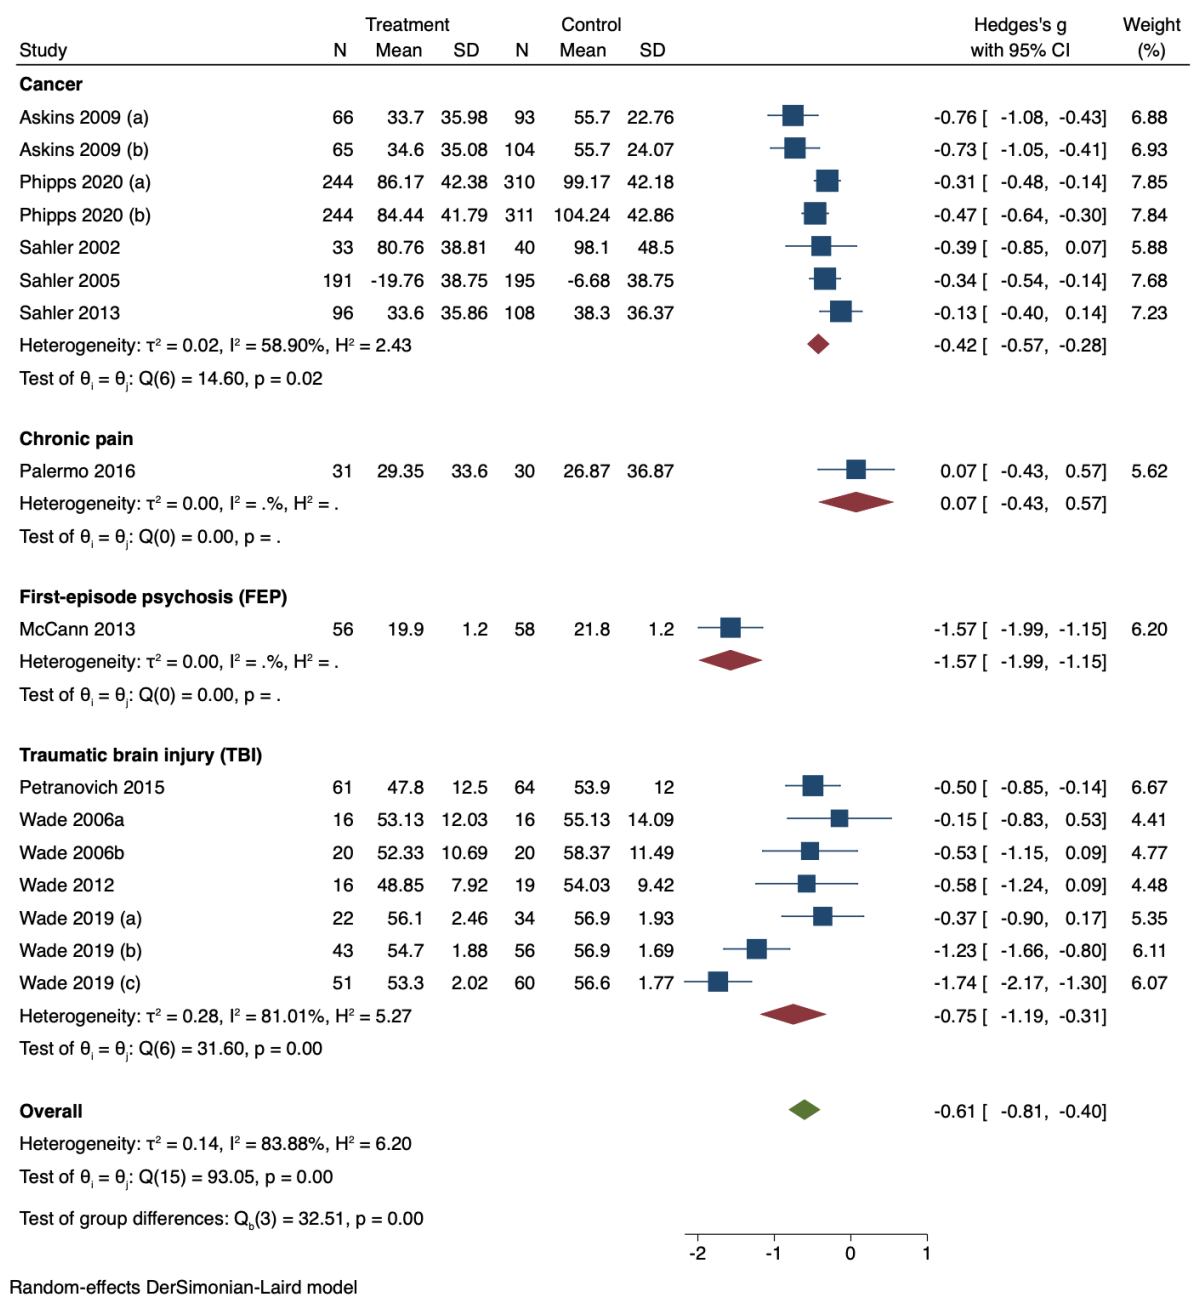 Treatment Control Hedges's g Weight
Study N Mean SD N Mean SD with 95% CI (%)
Cancer
Askins 2009 (a) 66 33.7 35.98 93 55.7 22.76 -0.76 [ -1.08, -0.43] 6.88
Askins 2009 (b) 65 34.6 35.08 104 55.7 24.07 -0.73 [ -1.05, -0.41] 6.93
Phipps 2020 (a) 244 86.17 42.38 310 99.17 42.18 -0.31 [ -0.48, -0.14] 7.85
Phipps 2020 (b) 244 84.44 41.79 311 104.24 42.86 -0.47 [ -0.64, -0.30] 7.84
Sahler 2002 33 80.76 38.81 40 98.1 48.5 -0.39 [ -0.85, 0.07] 5.88
Sahler 2005 191 -19.76 38.75 195 -6.68 38.75 -0.34 [ -0.54, -0.14] 7.68
Sahler 2013 96 33.6 35.86 108 38.3 36.37 -0.13 [ -0.40, 0.14] 7.23
Heterogeneity: τ² = 0.02, I² = 58.90%, H² = 2.43 -0.42 [ -0.57, -0.28]
Test of θᵢ = θⱼ: Q(6) = 14.60, p = 0.02
Chronic pain
Palermo 2016 31 29.35 33.6 30 26.87 36.87 0.07 [ -0.43, 0.57] 5.62
Heterogeneity: τ² = 0.00, I² = .%, H² = . 0.07 [ -0.43, 0.57]
Test of θᵢ = θⱼ: Q(0) = 0.00, p = .
First-episode psychosis (FEP)
McCann 2013 56 19.9 1.2 58 21.8 1.2 -1.57 [ -1.99, -1.15] 6.20
Heterogeneity: τ² = 0.00, I² = .%, H² = . -1.57 [ -1.99, -1.15]
Test of θᵢ = θⱼ: Q(0) = 0.00, p = .
Traumatic brain injury (TBI)
Petranovich 2015 61 47.8 12.5 64 53.9 12 -0.50 [ -0.85, -0.14] 6.67
Wade 2006a 16 53.13 12.03 16 55.13 14.09 -0.15 [ -0.83, 0.53] 4.41
Wade 2006b 20 52.33 10.69 20 58.37 11.49 -0.53 [ -1.15, 0.09] 4.77
Wade 2012 16 48.85 7.92 19 54.03 9.42 -0.58 [ -1.24, 0.09] 4.48
Wade 2019 (a) 22 56.1 2.46 34 56.9 1.93 -0.37 [ -0.90, 0.17] 5.35
Wade 2019 (b) 43 54.7 1.88 56 56.9 1.69 -1.23 [ -1.66, -0.80] 6.11
Wade 2019 (c) 51 53.3 2.02 60 56.6 1.77 -1.74 [ -2.17, -1.30] 6.07
Heterogeneity: τ² = 0.28, I² = 81.01%, H² = 5.27 -0.75 [ -1.19, -0.31]
Test of θᵢ = θⱼ: Q(6) = 31.60, p = 0.00
Overall -0.61 [ -0.81, -0.40]
Heterogeneity: τ² = 0.14, I² = 83.88%, H² = 6.20
Test of θᵢ = θⱼ: Q(15) = 93.05, p = 0.00
Test of group differences: Q_b(3) = 32.51, p = 0.00
-2 -1 0 1
Random-effects DerSimonian-Laird model